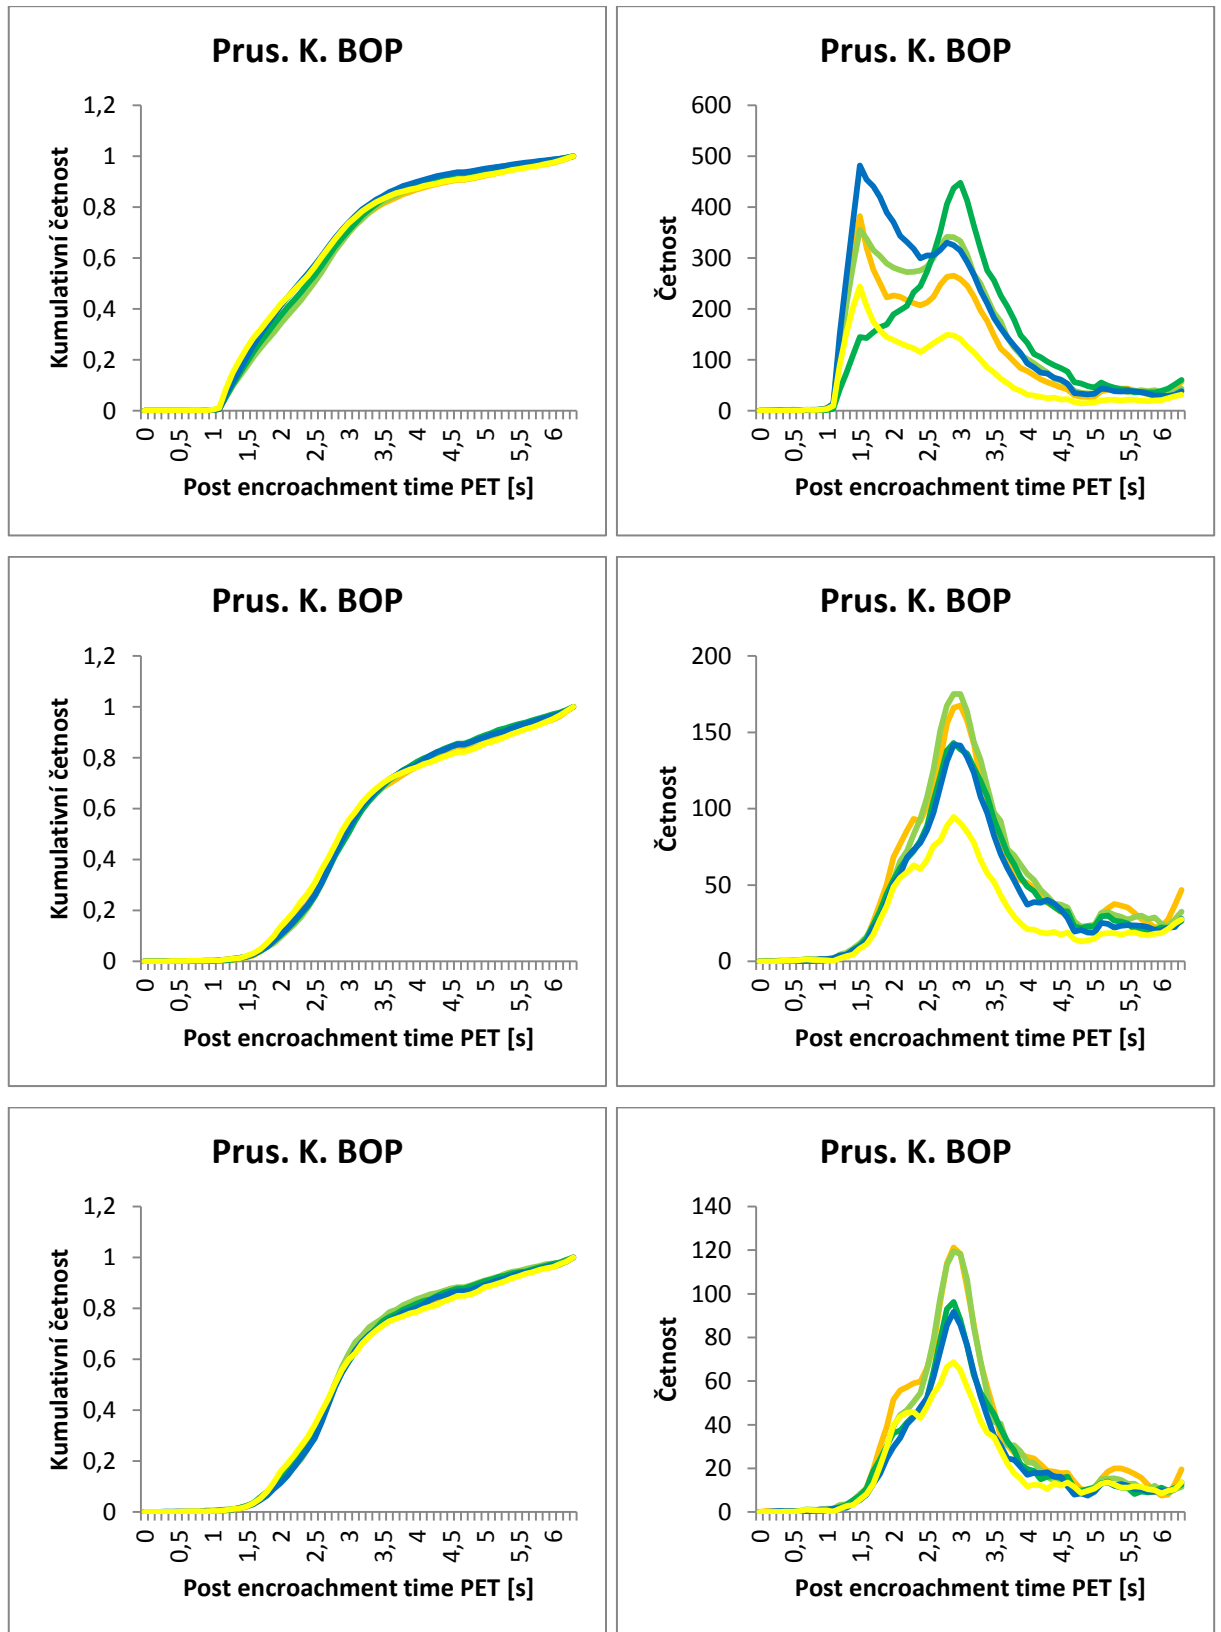 Prus. K. BOP
1,2
1
0,8
0,6
0,4
0,2
0
Kumulativní četnost
0 0,5 1 1,5 2 2,5 3 3,5 4 4,5 5 5,5 6
Post encroachment time PET [s]
Prus. K. BOP
600
500
400
300
200
100
0
Četnost
0 0,5 1 1,5 2 2,5 3 3,5 4 4,5 5 5,5 6
Post encroachment time PET [s]
Prus. K. BOP
1,2
1
0,8
0,6
0,4
0,2
0
Kumulativní četnost
0 0,5 1 1,5 2 2,5 3 3,5 4 4,5 5 5,5 6
Post encroachment time PET [s]
Prus. K. BOP
200
150
100
50
0
Četnost
0 0,5 1 1,5 2 2,5 3 3,5 4 4,5 5 5,5 6
Post encroachment time PET [s]
Prus. K. BOP
1,2
1
0,8
0,6
0,4
0,2
0
Kumulativní četnost
0 0,5 1 1,5 2 2,5 3 3,5 4 4,5 5 5,5 6
Post encroachment time PET [s]
Prus. K. BOP
140
120
100
80
60
40
20
0
Četnost
0 0,5 1 1,5 2 2,5 3 3,5 4 4,5 5 5,5 6
Post encroachment time PET [s]